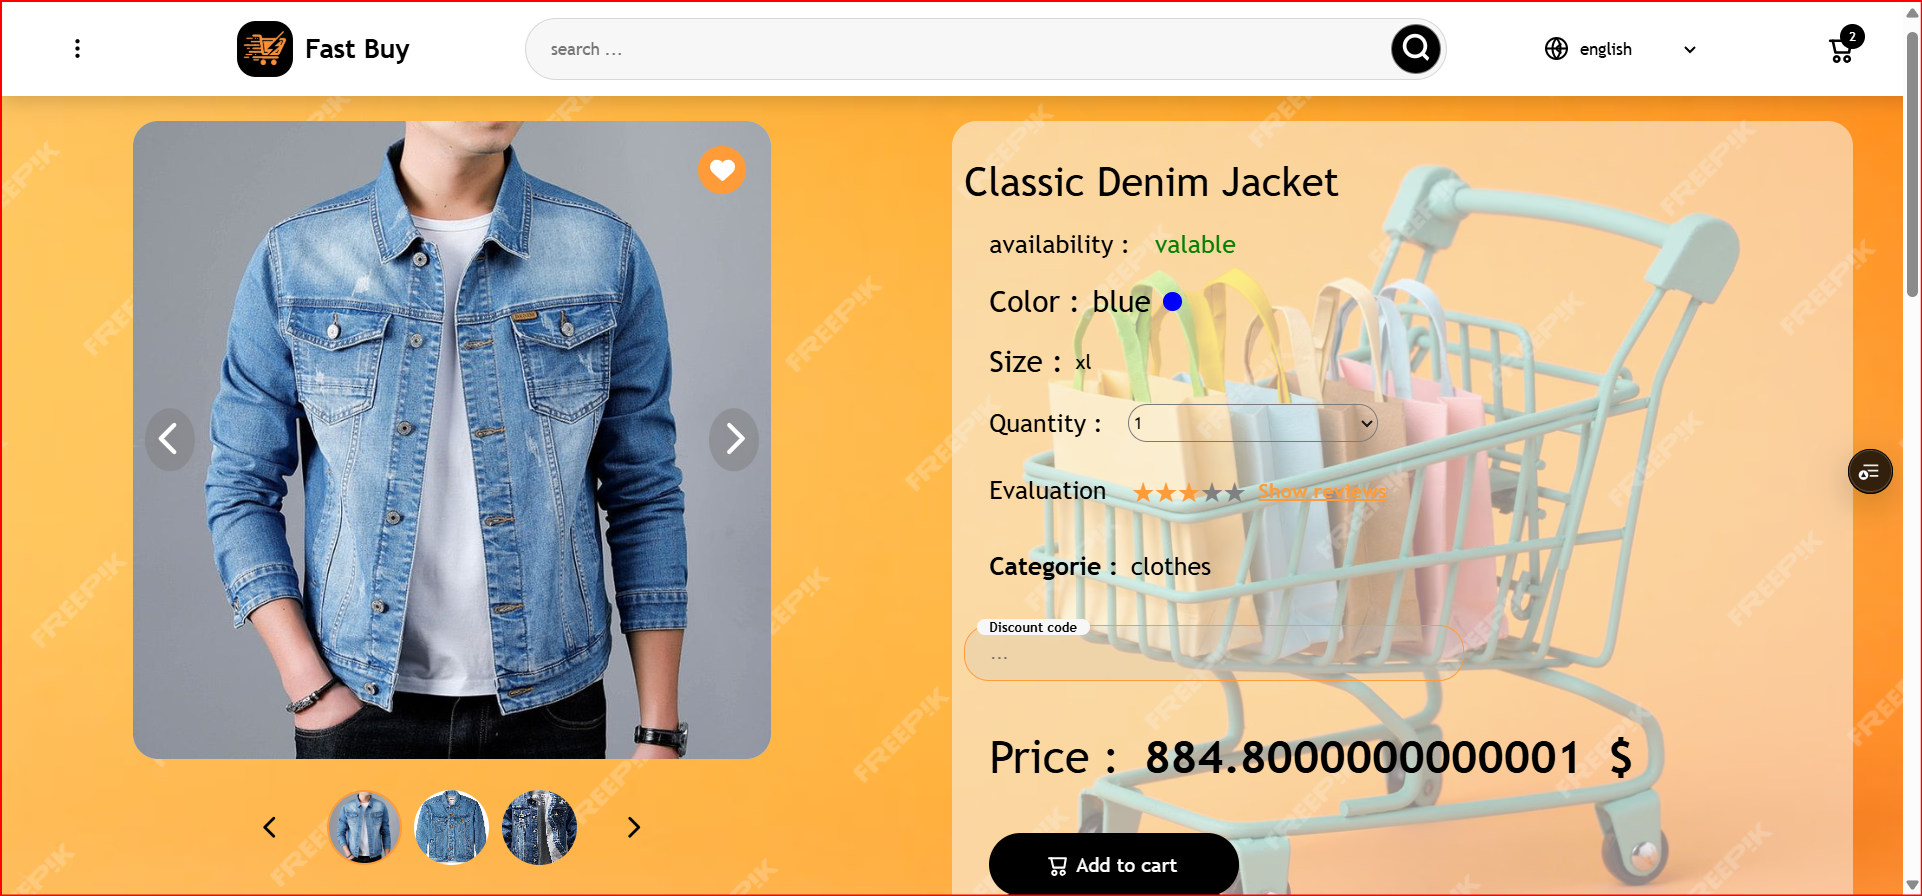 Fast Buy
search ...
english
2
Classic Denim Jacket
availability : valable
Color : blue
Size : xl
Quantity : 1
Evaluation Show reviews
Categorie : clothes
Discount code
...
Price : 884.8000000000001 $
Add to cart
FREEPIK